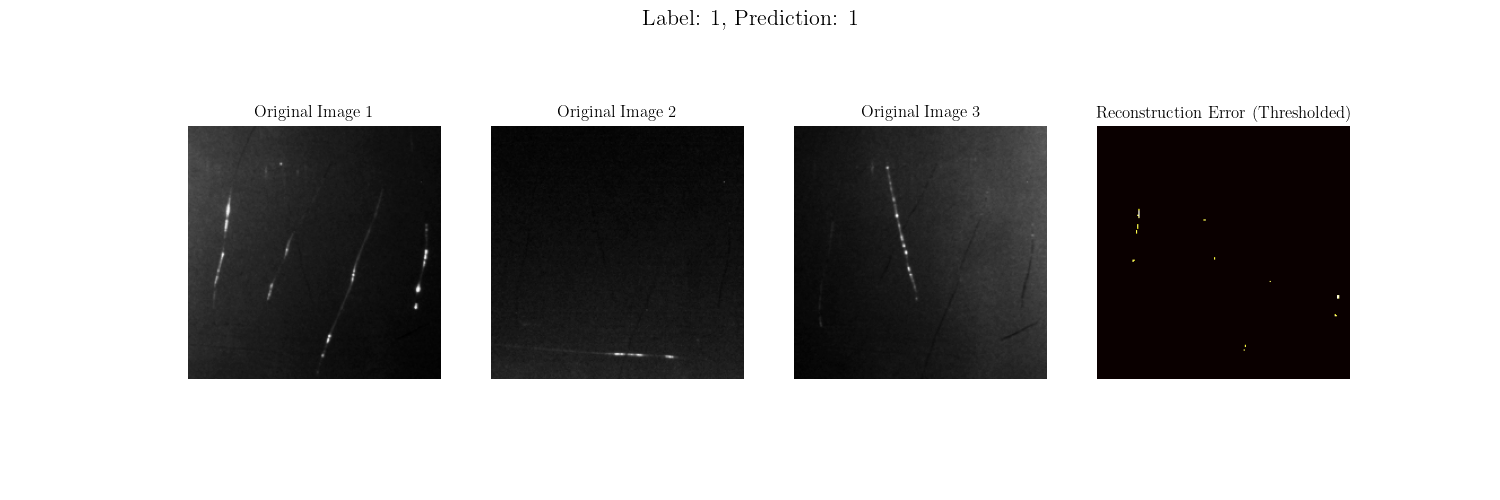 Label: 1, Prediction: 1
Original Image 1
Original Image 2
Original Image 3
Reconstruction Error (Thresholded)